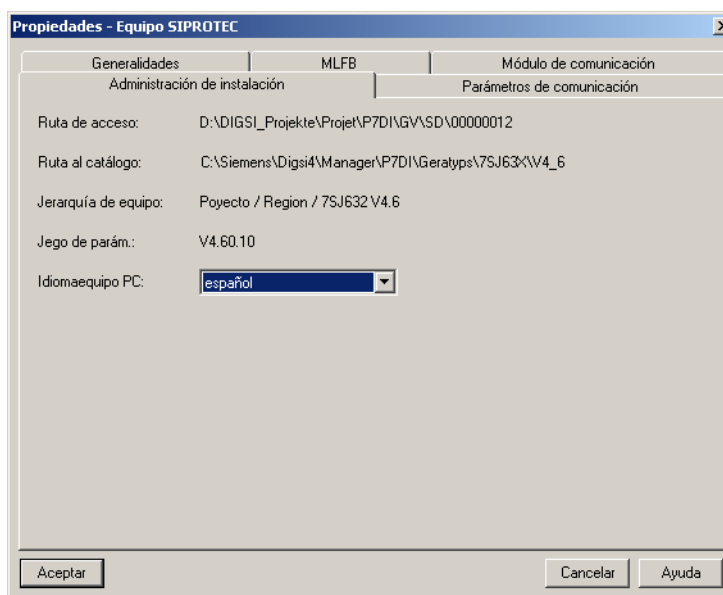 Propiedades - Equipo SIPROTEC
Generalidades MLFB Módulo de comunicación
Administración de instalación Parámetros de comunicación
Ruta de acceso: D:\DIGSI_Projekte\Projet\P7DI\GV\SD\00000012
Ruta al catálogo: C:\Siemens\Digsi4\Manager\P7DI\Geratyps\7SJ63X\V4_6
Jerarquía de equipo: Poyecto / Region / 7SJ632 V4.6
Jego de parám.: V4.60.10
Idiomaequipo PC: español
Aceptar Cancelar Ayuda